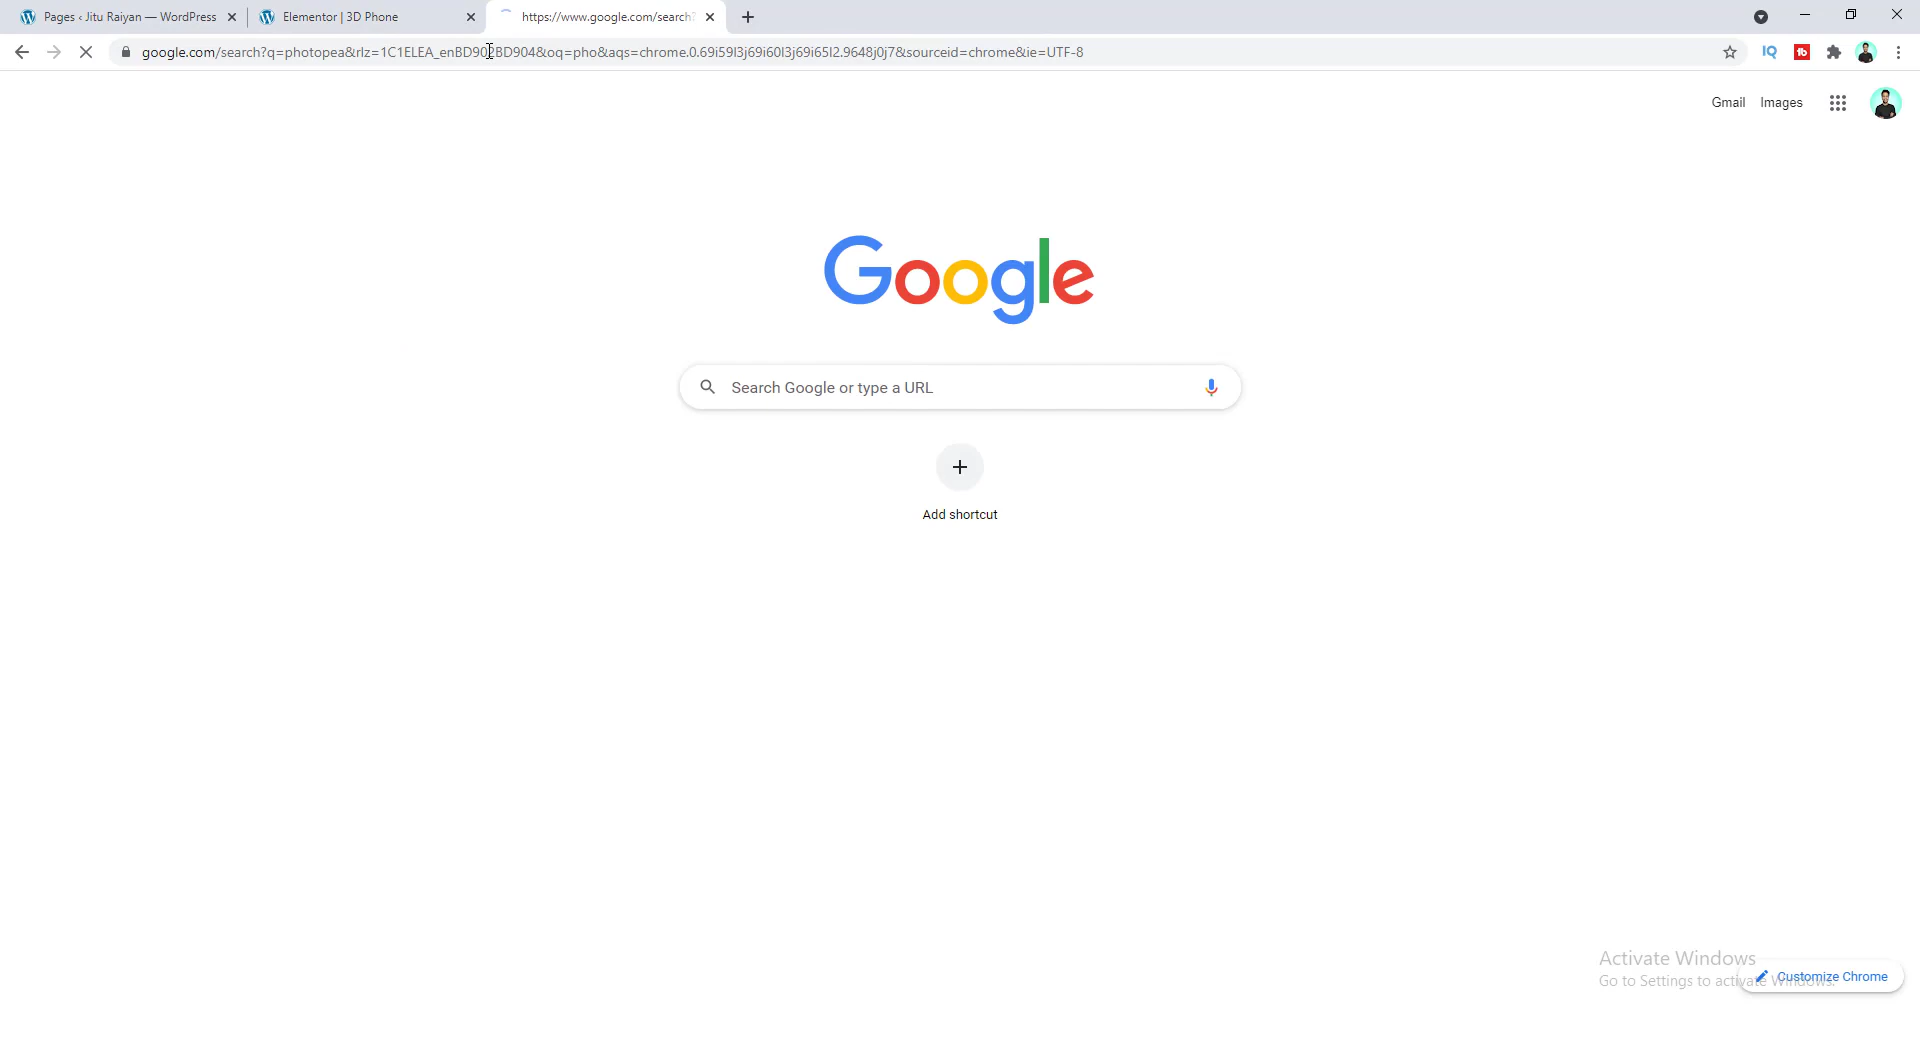 Pages ‹ Jitu Raiyan — WordPress
Elementor | 3D Phone
https://www.google.com/search?
google.com/search?q=photopea&rlz=1C1ELEA_enBD902BD904&oq=pho&aqs=chrome.0.69i59l3j69i60l3j69i65l2.9648j0j7&sourceid=chrome&ie=UTF-8
IQ
tb
Gmail
Images
Google
Search Google or type a URL
Add shortcut
Activate Windows
Go to Settings to activate Windows.
Customize Chrome